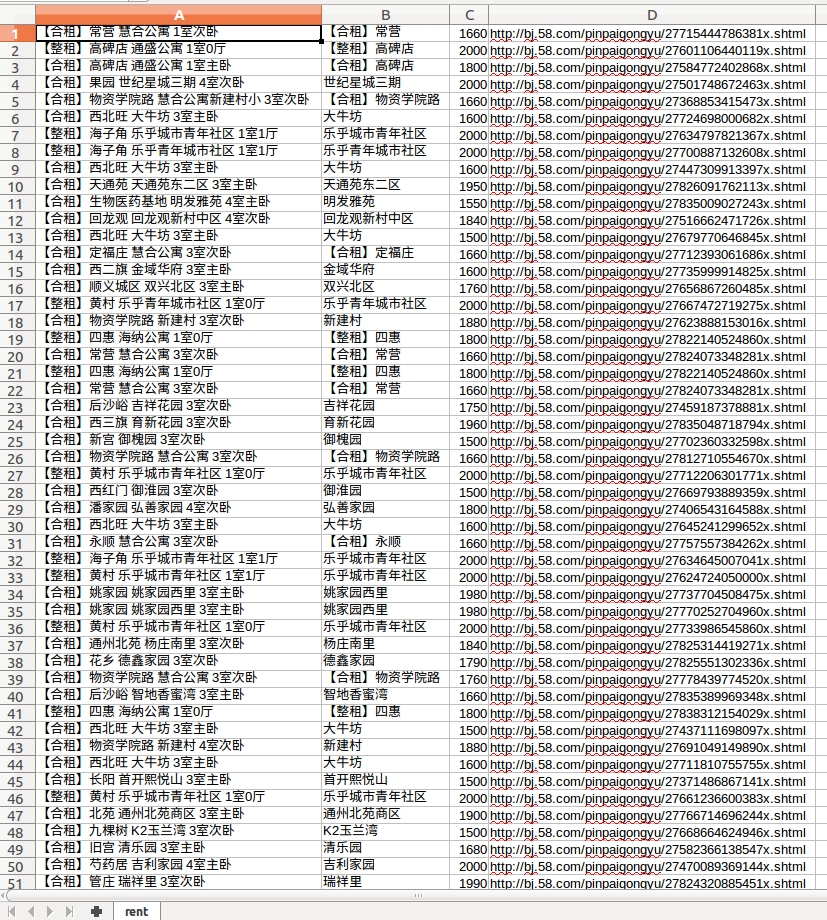 A B C D
1 【合租】常营 慧合公寓 1室次卧 【合租】常营 1660 http://bj.58.com/pinpaigongyu/27715444786381x.shtml
2 【整租】高碑店 通盛公寓 1室0厅 【整租】高碑店 2000 http://bj.58.com/pinpaigongyu/27601106440119x.shtml
3 【合租】高碑店 通盛公寓 1室主卧 【合租】高碑店 1800 http://bj.58.com/pinpaigongyu/27584772402868x.shtml
4 【合租】果园 世纪星城三期 4室次卧 世纪星城三期 2000 http://bj.58.com/pinpaigongyu/27501748672463x.shtml
5 【合租】物资学院路 慧合公寓新建村小 3室次卧 【合租】物资学院路 1660 http://bj.58.com/pinpaigongyu/27368853415473x.shtml
6 【合租】西北旺 大牛坊 3室主卧 大牛坊 1600 http://bj.58.com/pinpaigongyu/27724698000682x.shtml
7 【整租】海子角 乐乎城市青年社区 1室1厅 乐乎城市青年社区 2000 http://bj.58.com/pinpaigongyu/27634797821367x.shtml
8 【整租】海子角 乐乎青年城市社区 1室1厅 乐乎青年城市社区 2000 http://bj.58.com/pinpaigongyu/27700887132608x.shtml
9 【合租】西北旺 大牛坊 3室主卧 大牛坊 1600 http://bj.58.com/pinpaigongyu/27447309913397x.shtml
10 【合租】天通苑 天通苑东二区 3室主卧 天通苑东二区 1950 http://bj.58.com/pinpaigongyu/27826091762113x.shtml
11 【合租】生物医药基地 明发雅苑 4室主卧 明发雅苑 1550 http://bj.58.com/pinpaigongyu/27835009027243x.shtml
12 【合租】回龙观 回龙观新村中区 4室次卧 回龙观新村中区 1840 http://bj.58.com/pinpaigongyu/27516662471726x.shtml
13 【合租】西北旺 大牛坊 3室主卧 大牛坊 1500 http://bj.58.com/pinpaigongyu/27679770646845x.shtml
14 【合租】定福庄 慧合公寓 3室次卧 【合租】定福庄 1660 http://bj.58.com/pinpaigongyu/27712393061686x.shtml
15 【合租】西二旗 金域华府 3室主卧 金域华府 1600 http://bj.58.com/pinpaigongyu/27735999914825x.shtml
16 【合租】顺义城区 双兴北区 3室主卧 双兴北区 1760 http://bj.58.com/pinpaigongyu/27656867260485x.shtml
17 【整租】黄村 乐乎青年城市社区 1室0厅 乐乎青年城市社区 2000 http://bj.58.com/pinpaigongyu/27667472719275x.shtml
18 【合租】物资学院路 新建村 3室次卧 新建村 1880 http://bj.58.com/pinpaigongyu/27623888153016x.shtml
19 【整租】四惠 海纳公寓 1室0厅 【整租】四惠 1800 http://bj.58.com/pinpaigongyu/27822140524860x.shtml
20 【合租】常营 慧合公寓 3室次卧 【合租】常营 1660 http://bj.58.com/pinpaigongyu/27824073348281x.shtml
21 【整租】四惠 海纳公寓 1室0厅 【整租】四惠 1800 http://bj.58.com/pinpaigongyu/27822140524860x.shtml
22 【合租】常营 慧合公寓 3室次卧 【合租】常营 1660 http://bj.58.com/pinpaigongyu/27824073348281x.shtml
23 【合租】后沙峪 吉祥花园 3室次卧 吉祥花园 1750 http://bj.58.com/pinpaigongyu/27459187378881x.shtml
24 【合租】西三旗 育新花园 3室次卧 育新花园 1960 http://bj.58.com/pinpaigongyu/27835048718794x.shtml
25 【合租】新宫 御槐园 3室次卧 御槐园 1500 http://bj.58.com/pinpaigongyu/27702360332598x.shtml
26 【合租】物资学院路 慧合公寓 3室次卧 【合租】物资学院路 1660 http://bj.58.com/pinpaigongyu/27812710554670x.shtml
27 【整租】黄村 乐乎城市青年社区 1室0厅 乐乎城市青年社区 2000 http://bj.58.com/pinpaigongyu/27712206301771x.shtml
28 【合租】西红门 御淮园 3室次卧 御淮园 1500 http://bj.58.com/pinpaigongyu/27669793889359x.shtml
29 【合租】潘家园 弘善家园 4室次卧 弘善家园 1800 http://bj.58.com/pinpaigongyu/27406543164588x.shtml
30 【合租】西北旺 大牛坊 3室主卧 大牛坊 1600 http://bj.58.com/pinpaigongyu/27645241299652x.shtml
31 【合租】永顺 慧合公寓 3室次卧 【合租】永顺 1660 http://bj.58.com/pinpaigongyu/27757557384262x.shtml
32 【整租】海子角 乐乎城市青年社区 1室1厅 乐乎城市青年社区 2000 http://bj.58.com/pinpaigongyu/27634645007041x.shtml
33 【整租】黄村 乐乎城市青年社区 1室1厅 乐乎城市青年社区 2000 http://bj.58.com/pinpaigongyu/27624724050000x.shtml
34 【合租】姚家园 姚家园西里 3室主卧 姚家园西里 1980 http://bj.58.com/pinpaigongyu/27737704508475x.shtml
35 【合租】姚家园 姚家园西里 3室主卧 姚家园西里 1980 http://bj.58.com/pinpaigongyu/27770252704960x.shtml
36 【整租】黄村 乐乎城市青年社区 1室0厅 乐乎城市青年社区 2000 http://bj.58.com/pinpaigongyu/27733986545860x.shtml
37 【合租】通州北苑 杨庄南里 3室次卧 杨庄南里 1840 http://bj.58.com/pinpaigongyu/27825314419271x.shtml
38 【合租】花乡 德鑫家园 3室次卧 德鑫家园 1790 http://bj.58.com/pinpaigongyu/27825551302336x.shtml
39 【合租】物资学院路 慧合公寓 3室次卧 【合租】物资学院路 1760 http://bj.58.com/pinpaigongyu/27778439774520x.shtml
40 【合租】后沙峪 智地香蜜湾 3室主卧 智地香蜜湾 1660 http://bj.58.com/pinpaigongyu/27835389969348x.shtml
41 【整租】四惠 海纳公寓 1室0厅 【整租】四惠 1800 http://bj.58.com/pinpaigongyu/27838312154029x.shtml
42 【合租】西北旺 大牛坊 3室主卧 大牛坊 1500 http://bj.58.com/pinpaigongyu/27437111698097x.shtml
43 【合租】物资学院路 新建村 4室次卧 新建村 1880 http://bj.58.com/pinpaigongyu/27691049149890x.shtml
44 【合租】西北旺 大牛坊 3室主卧 大牛坊 1600 http://bj.58.com/pinpaigongyu/27711810755755x.shtml
45 【合租】长阳 首开熙悦山 3室主卧 首开熙悦山 1500 http://bj.58.com/pinpaigongyu/27371486867141x.shtml
46 【整租】黄村 乐乎城市青年社区 1室0厅 乐乎城市青年社区 2000 http://bj.58.com/pinpaigongyu/27661236600383x.shtml
47 【合租】北苑 通州北苑商区 3室主卧 通州北苑商区 1900 http://bj.58.com/pinpaigongyu/27766714696244x.shtml
48 【合租】九棵树 K2玉兰湾 3室次卧 K2玉兰湾 1500 http://bj.58.com/pinpaigongyu/27668664624946x.shtml
49 【合租】旧宫 清乐园 3室主卧 清乐园 1680 http://bj.58.com/pinpaigongyu/27582366138547x.shtml
50 【合租】芍药居 吉利家园 4室主卧 吉利家园 2000 http://bj.58.com/pinpaigongyu/27470089369144x.shtml
51 【合租】管庄 瑞祥里 3室次卧 瑞祥里 1990 http://bj.58.com/pinpaigongyu/27824320885451x.shtml
rent